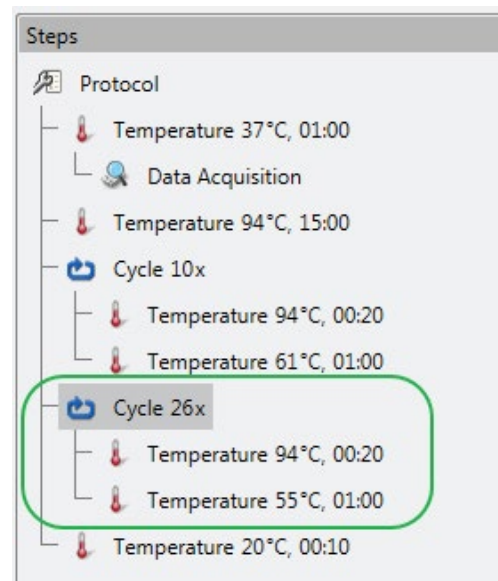 Steps
Protocol
Temperature 37°C, 01:00
Data Acquisition
Temperature 94°C, 15:00
Cycle 10x
Temperature 94°C, 00:20
Temperature 61°C, 01:00
Cycle 26x
Temperature 94°C, 00:20
Temperature 55°C, 01:00
Temperature 20°C, 00:10